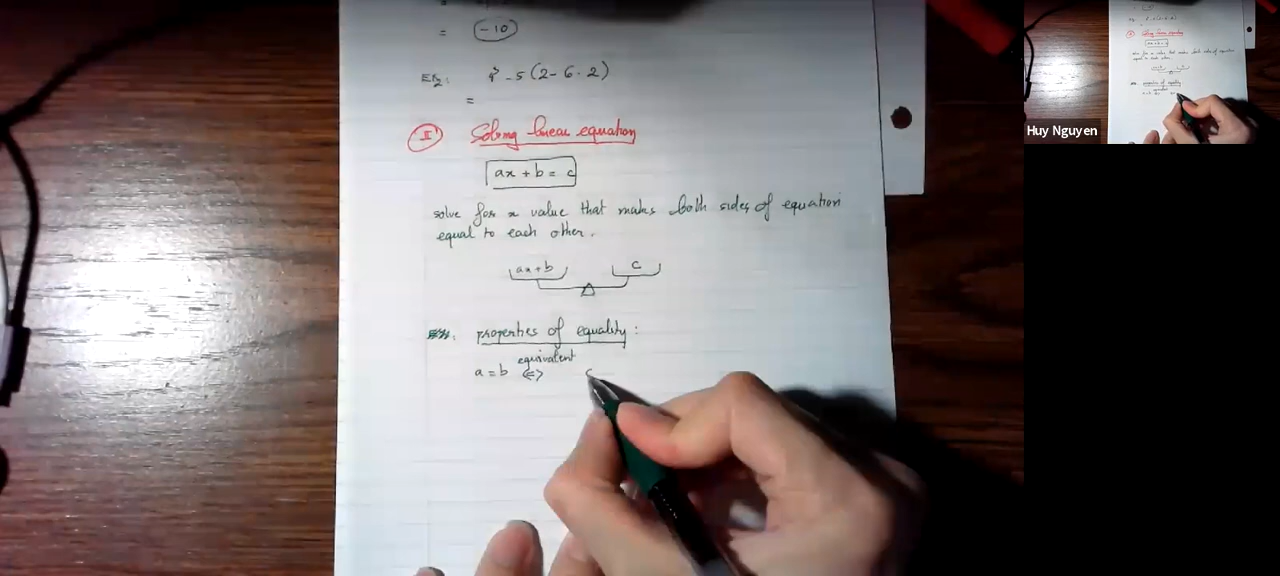 = (-10)
Ex2: 4² - 5(2 - 6 · 2)
=
II Solving linear equation
ax + b = c
solve for x value that makes both sides of equation
equal to each other.
ax + b c
properties of equality:
equivalent
a = b <=> c
Huy Nguyen